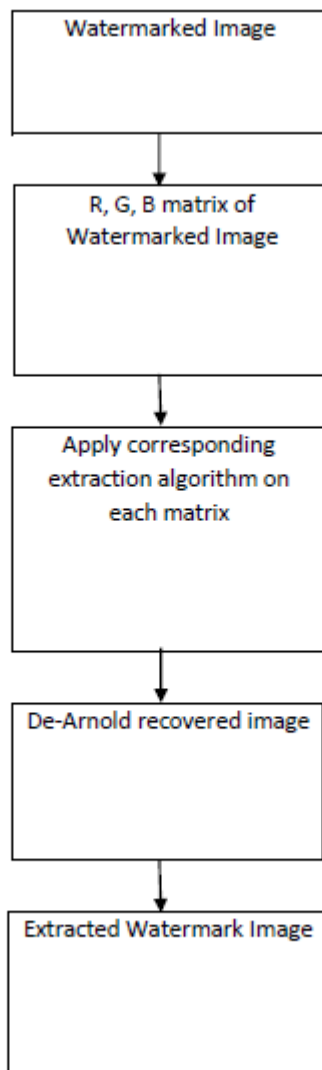 Watermarked Image
R, G, B matrix of
Watermarked Image
Apply corresponding
extraction algorithm on
each matrix
De-Arnold recovered image
Extracted Watermark Image